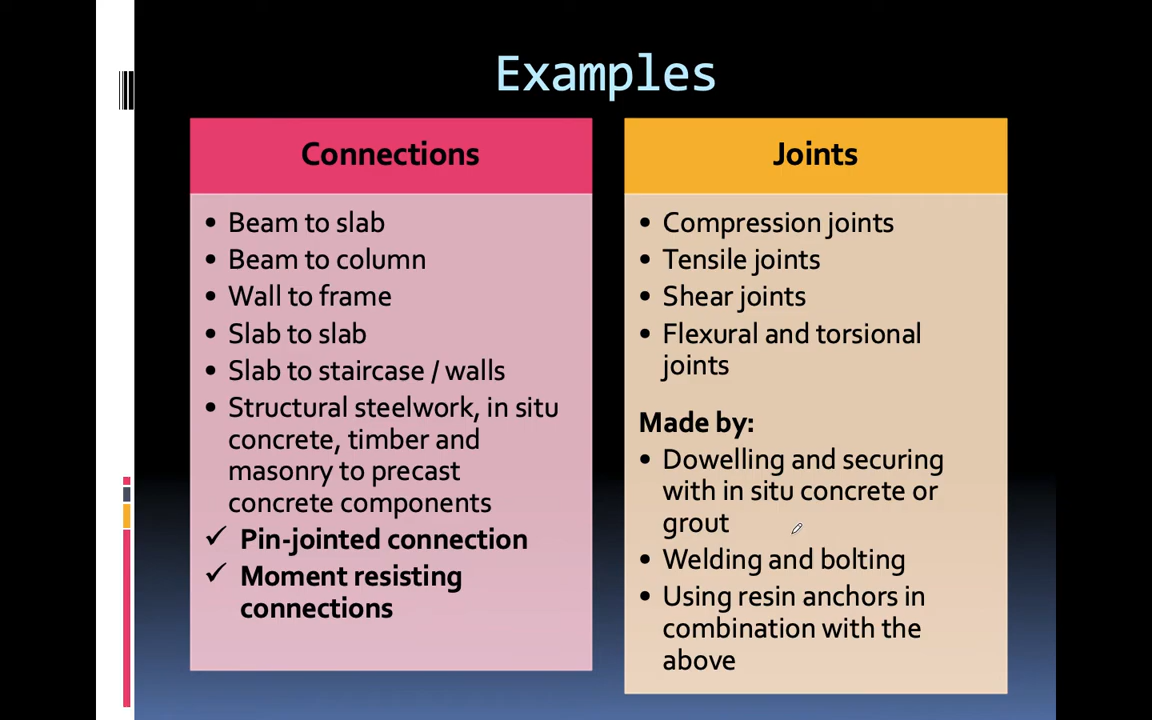 Examples
Connections
• Beam to slab
• Beam to column
• Wall to frame
• Slab to slab
• Slab to staircase / walls
• Structural steelwork, in situ
concrete, timber and
masonry to precast
concrete components
✓ Pin-jointed connection
✓ Moment resisting
connections
Joints
• Compression joints
• Tensile joints
• Shear joints
• Flexural and torsional
joints
Made by:
• Dowelling and securing
with in situ concrete or
grout
• Welding and bolting
• Using resin anchors in
combination with the
above